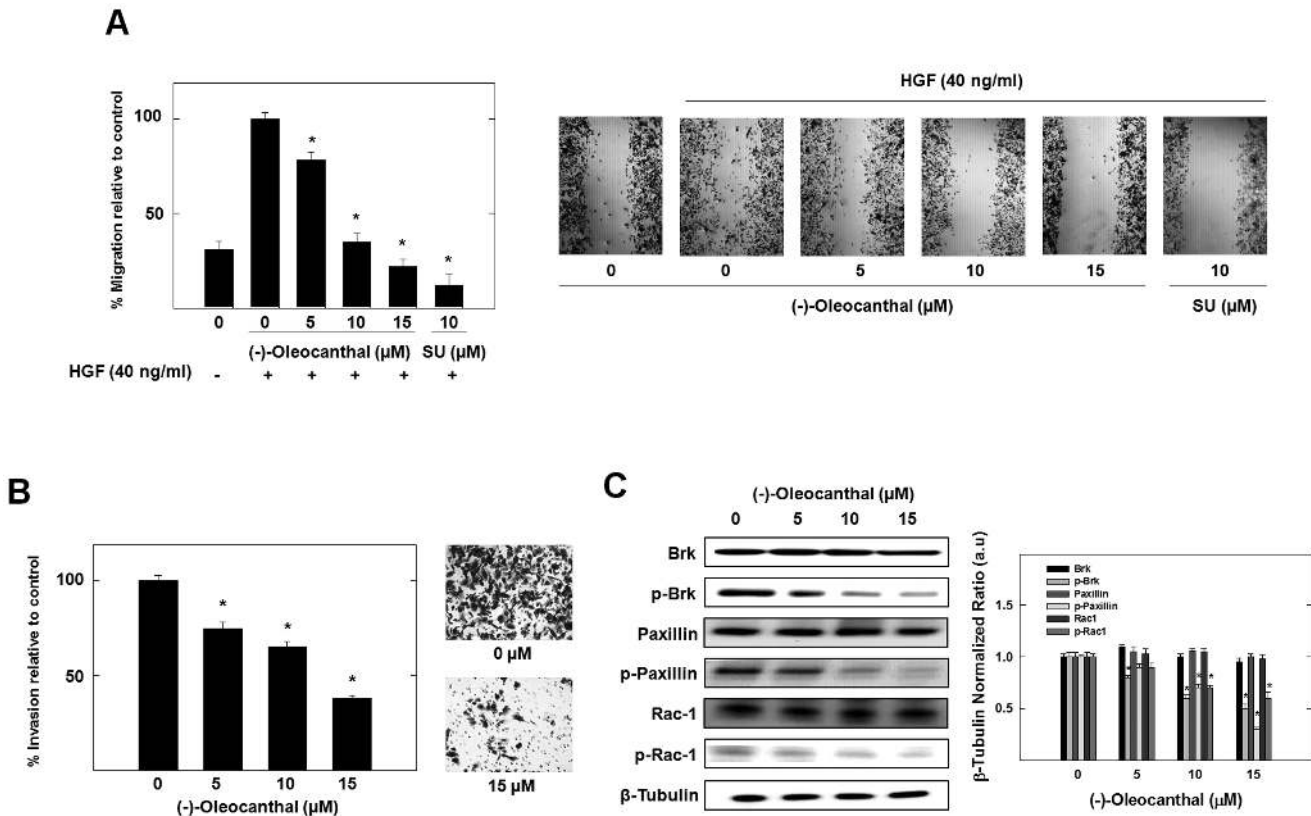 A
% Migration relative to control
100
50
0 0 5 10 15 10
(-)-Oleocanthal (µM) SU (µM)
HGF (40 ng/ml) - + + + + +
* * * * *
HGF (40 ng/ml)
0 0 5 10 15 10
(-)-Oleocanthal (µM) SU (µM)
B
% Invasion relative to control
100
50
* * *
0 5 10 15
(-)-Oleocanthal (µM)
0 µM
15 µM
C
(-)-Oleocanthal (µM)
0 5 10 15
Brk
p-Brk
Paxillin
p-Paxillin
Rac-1
p-Rac-1
β-Tubulin
β-Tubulin Normalized Ratio (a.u)
1.5
1.0
0.5
Brk
p-Brk
Paxillin
p-Paxillin
Rac1
p-Rac1
* * * * * * *
0 5 10 15
(-)-Oleocanthal (µM)